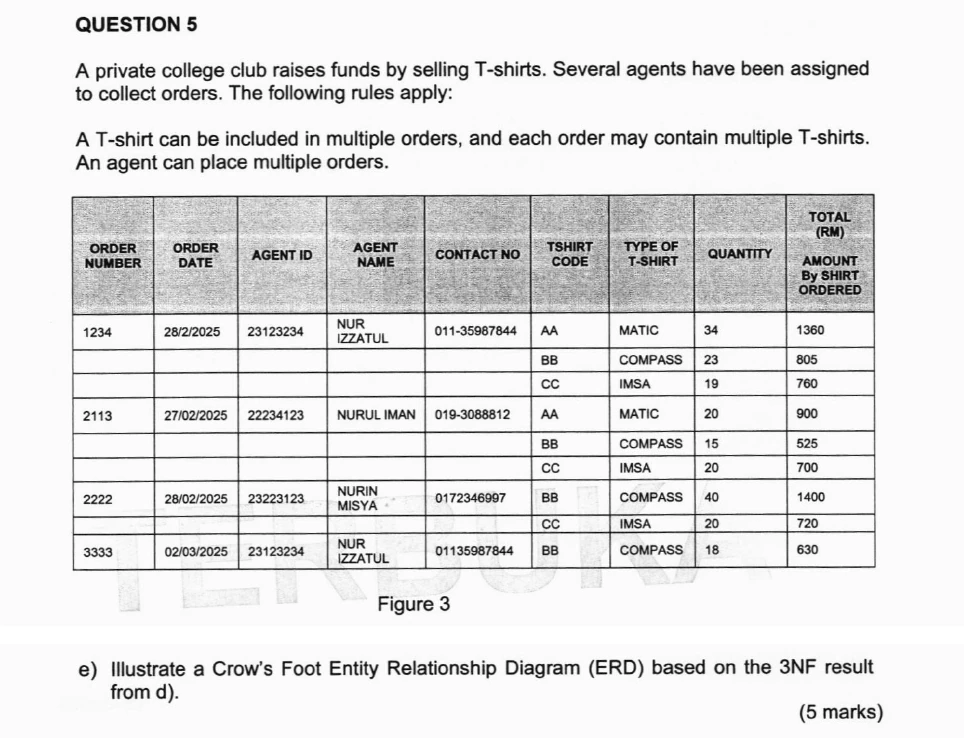 QUESTION 5
A private college club raises funds by selling T-shirts. Several agents have been assigned
to collect orders. The following rules apply:
A T-shirt can be included in multiple orders, and each order may contain multiple T-shirts.
An agent can place multiple orders.
ORDER NUMBER | ORDER DATE | AGENT ID | AGENT NAME | CONTACT NO | TSHIRT CODE | TYPE OF T-SHIRT | QUANTITY | TOTAL (RM) AMOUNT By SHIRT ORDERED
1234 | 28/2/2025 | 23123234 | NUR IZZATUL | 011-35987844 | AA | MATIC | 34 | 1360
BB | COMPASS | 23 | 805
CC | IMSA | 19 | 760
2113 | 27/02/2025 | 22234123 | NURUL IMAN | 019-3088812 | AA | MATIC | 20 | 900
BB | COMPASS | 15 | 525
CC | IMSA | 20 | 700
2222 | 28/02/2025 | 23223123 | NURIN MISYA | 0172346997 | BB | COMPASS | 40 | 1400
CC | IMSA | 20 | 720
3333 | 02/03/2025 | 23123234 | NUR IZZATUL | 01135987844 | BB | COMPASS | 18 | 630
TERBUKA
Figure 3
e) Illustrate a Crow's Foot Entity Relationship Diagram (ERD) based on the 3NF result
from d).
(5 marks)